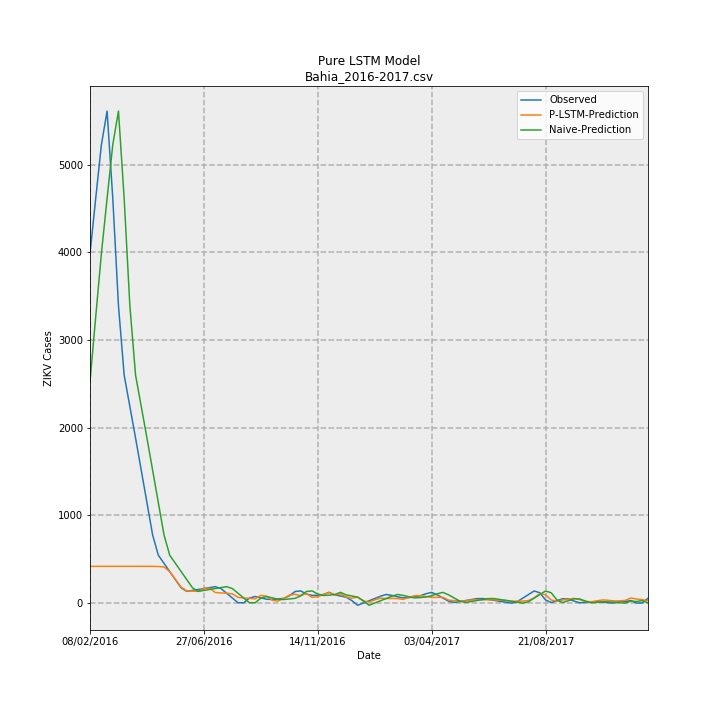 Pure LSTM Model
Bahia_2016-2017.csv
Observed
P-LSTM-Prediction
Naive-Prediction
ZIKV Cases
5000
4000
3000
2000
1000
0
08/02/2016 27/06/2016 14/11/2016 03/04/2017 21/08/2017
Date